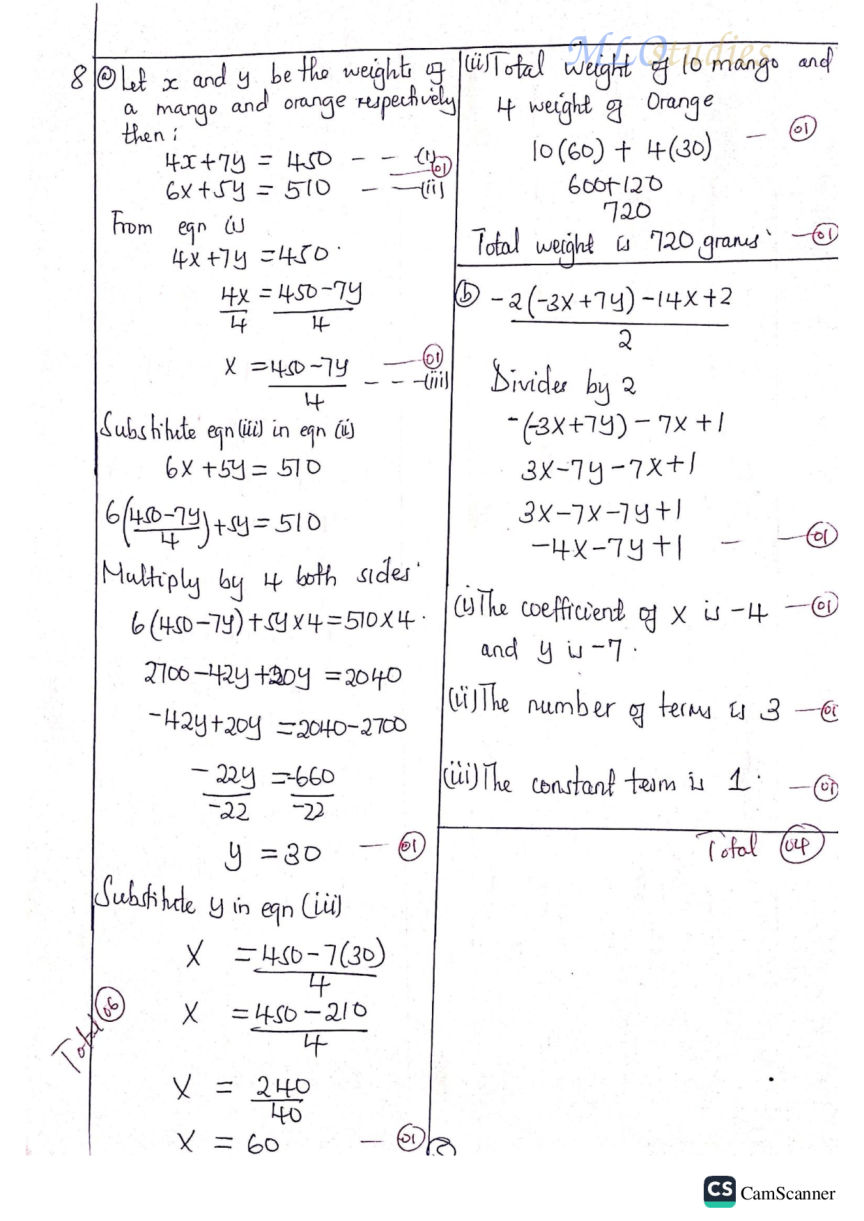 MLOstudies
8 (a) Let x and y be the weights of
a mango and orange respectively
then:
4x+7y = 450 - - (i)
01
6x+5y = 510 - - (ii)
From eqn (i)
4x+7y = 450.
4x = 450-7y
4 4
x = 450-7y - - - (iii) 01
4
Substitute eqn (iii) in eqn (ii)
6x + 5y = 510
6(450-7y)+5y = 510
4
Multiply by 4 both sides.
6(450-7y)+5y×4 = 510×4.
2700-42y+20y = 2040
-42y+20y = 2040-2700
-22y = -660
-22 -22
y = 30 — 01
Substitute y in eqn (iii)
x = 450-7(30)
4
x = 450-210
4
x = 240
40
x = 60 — 01
Total 06
(ii) Total weight of 10 mango and
4 weight of Orange
10(60) + 4(30) — 01
600+120
720
Total weight is 720 grams. — 01
(b) -2(-3x+7y)-14x+2
2
Divides by 2
-(-3x+7y)-7x+1
3x-7y-7x+1
3x-7x-7y+1
-4x-7y+1 — — 01
(i) The coefficient of x is -4 — 01
and y is -7.
(ii) The number of terms is 3 — 01
(iii) The constant term is 1. — 01
Total 04
CS CamScanner